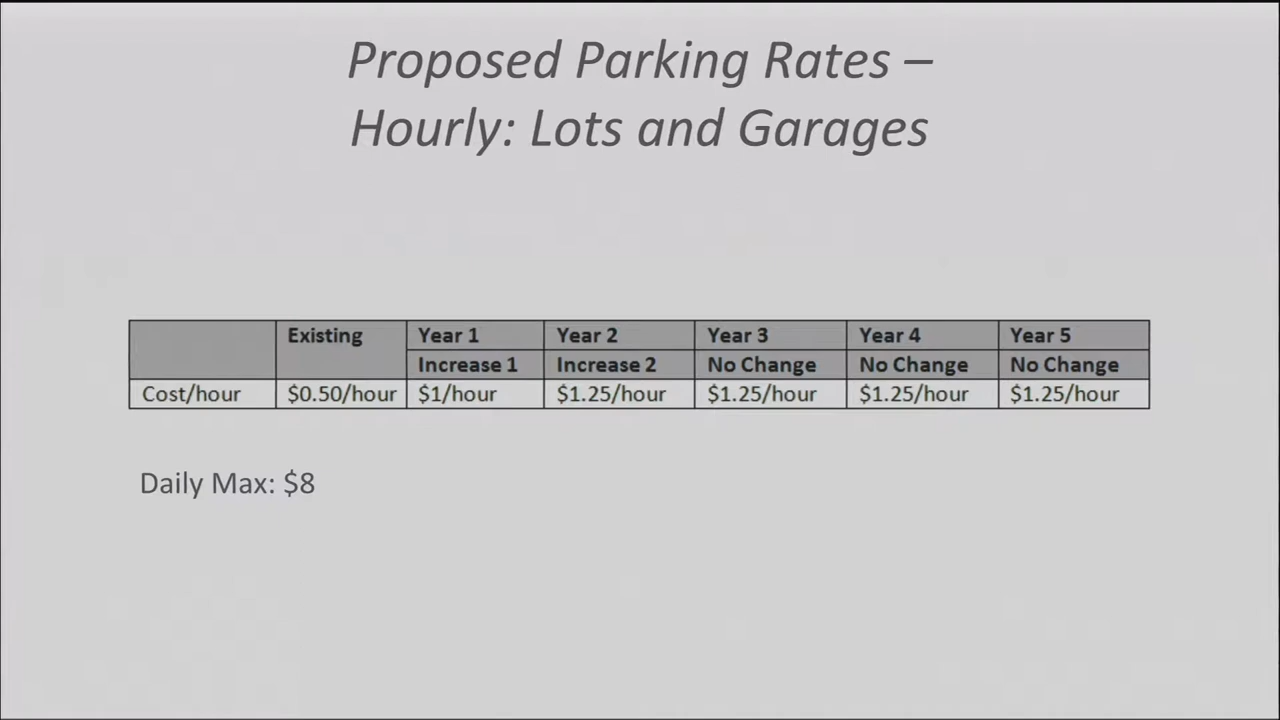 Proposed Parking Rates –
Hourly: Lots and Garages
Existing Year 1 Year 2 Year 3 Year 4 Year 5
Increase 1 Increase 2 No Change No Change No Change
Cost/hour $0.50/hour $1/hour $1.25/hour $1.25/hour $1.25/hour $1.25/hour
Daily Max: $8